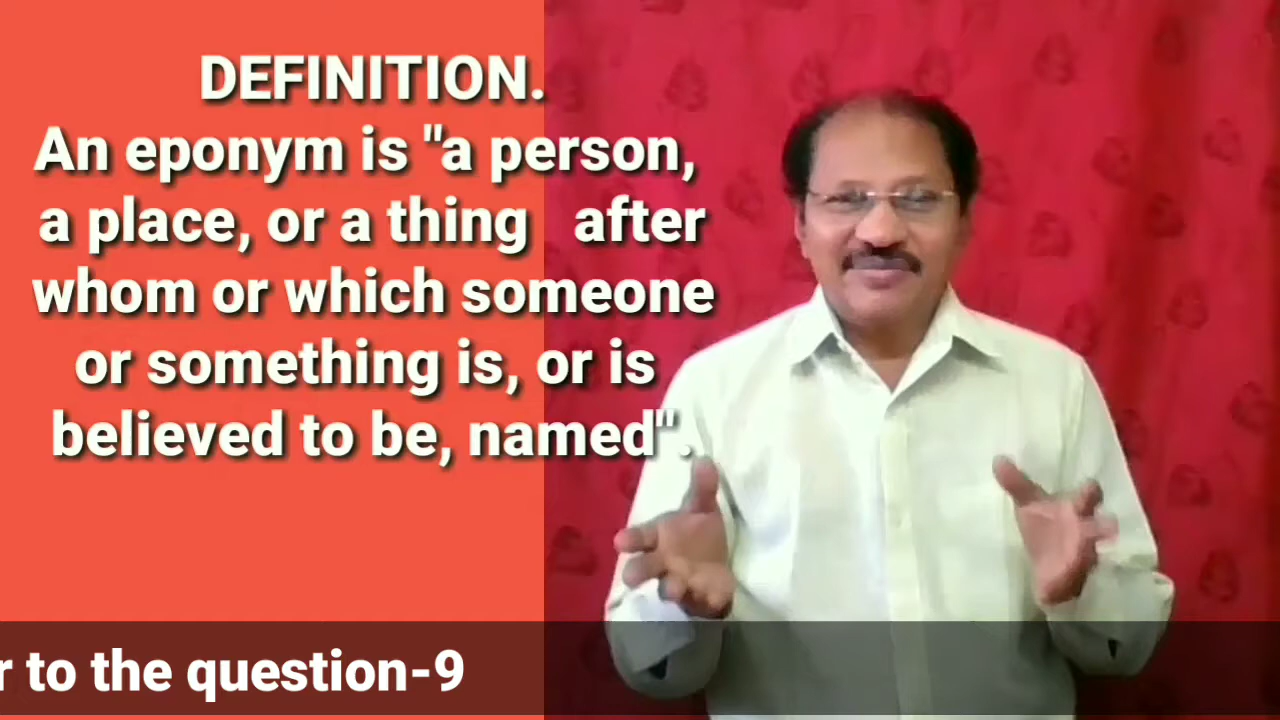 DEFINITION.
An eponym is "a person,
a place, or a thing after
whom or which someone
or something is, or is
believed to be, named".
r to the question-9